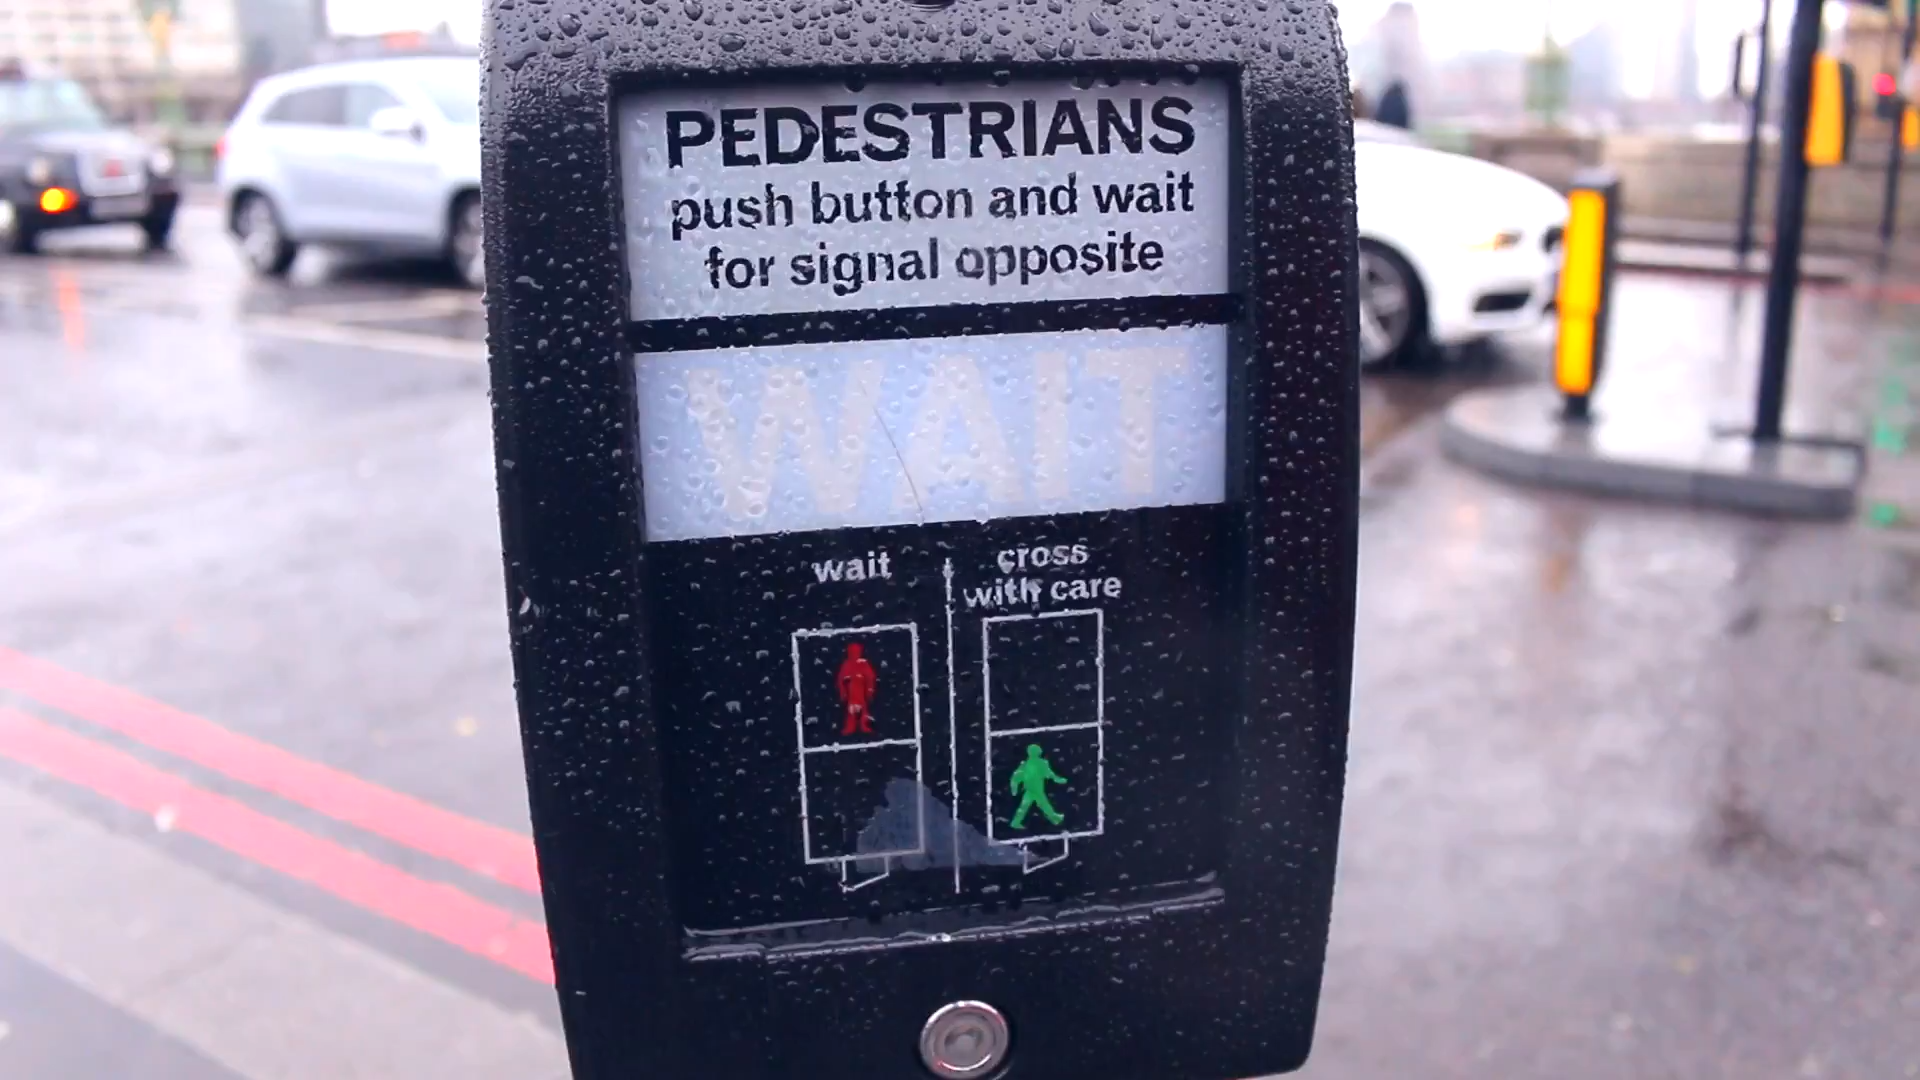 PEDESTRIANS
push button and wait
for signal opposite
WAIT
wait
cross
with care